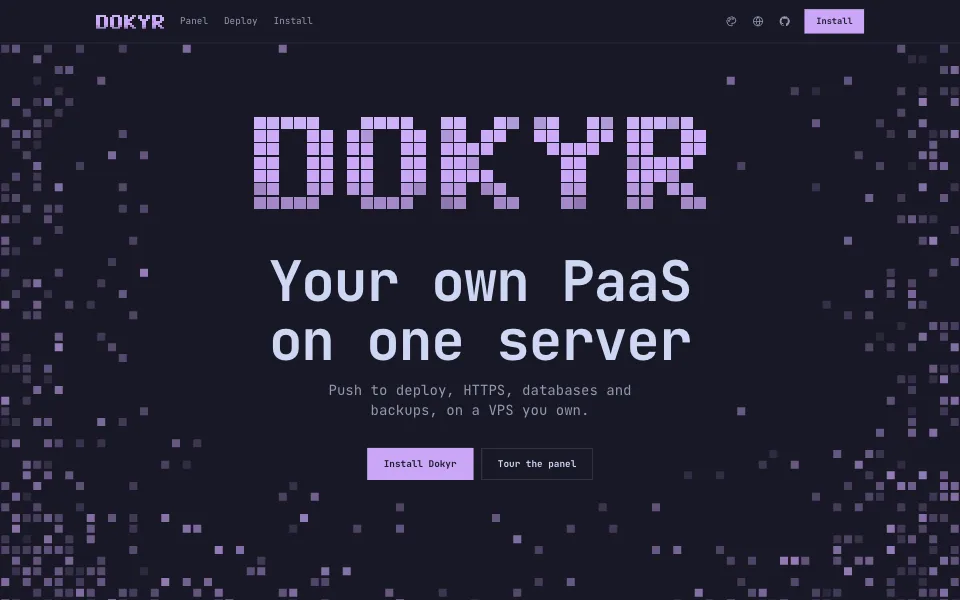 DOKYR
Panel
Deploy
Install
Install
DOKYR
Your own PaaS
on one server
Push to deploy, HTTPS, databases and
backups, on a VPS you own.
Install Dokyr
Tour the panel